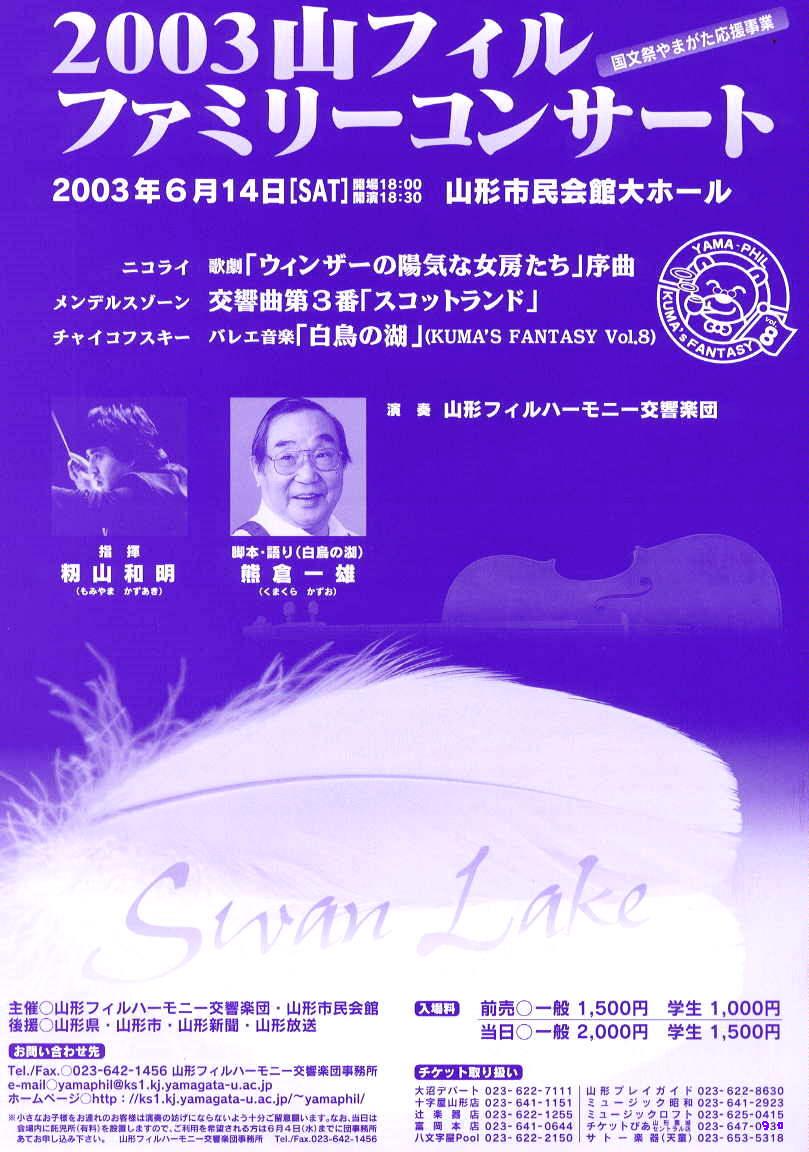 2003山フィル
国文祭やまがた応援事業
ファミリーコンサート
2003年6月14日[SAT] 開場18:00 開演18:30 山形市民会館大ホール
ニコライ 歌劇「ウィンザーの陽気な女房たち」序曲
メンデルスゾーン 交響曲第3番「スコットランド」
チャイコフスキー バレエ音楽「白鳥の湖」(KUMA'S FANTASY Vol.8)
YAMA-PHIL
KUMA'S FANTASY
vol. 8
演奏 山形フィルハーモニー交響楽団
指揮
籾山和明
(もみやま かずあき)
脚本・語り(白鳥の湖)
熊倉一雄
(くまくら かずお)
Swan Lake
主催○山形フィルハーモニー交響楽団・山形市民会館
後援○山形県・山形市・山形新聞・山形放送
お問い合わせ先
Tel./Fax.○023-642-1456 山形フィルハーモニー交響楽団事務所
e-mail○yamaphil@ks1.kj.yamagata-u.ac.jp
ホームページ○http：//ks1.kj.yamagata-u.ac.jp/～yamaphil/
※小さなお子様をお連れのお客様は演奏の妨げにならないよう十分ご留意願います。なお、当日は
会場内に託児所(有料)を設置しますので、ご利用を希望される方は6月4日(水)までに団事務所
あてお申し込み下さい。 山形フィルハーモニー交響楽団事務所 Tel./Fax.023-642-1456
入場料 前売○一般 1,500円 学生 1,000円
当日○一般 2,000円 学生 1,500円
チケット取り扱い
大沼デパート 023-622-7111
十字屋山形店 023-641-1151
辻楽器店 023-622-1255
富岡本店 023-641-0644
八文字屋Pool 023-622-2150
山形プレイガイド 023-622-8630
ミュージック昭和 023-641-2923
ミュージックロフト 023-625-0415
チケットぴあ 023-647-0930
サトー楽器(天童) 023-653-5318